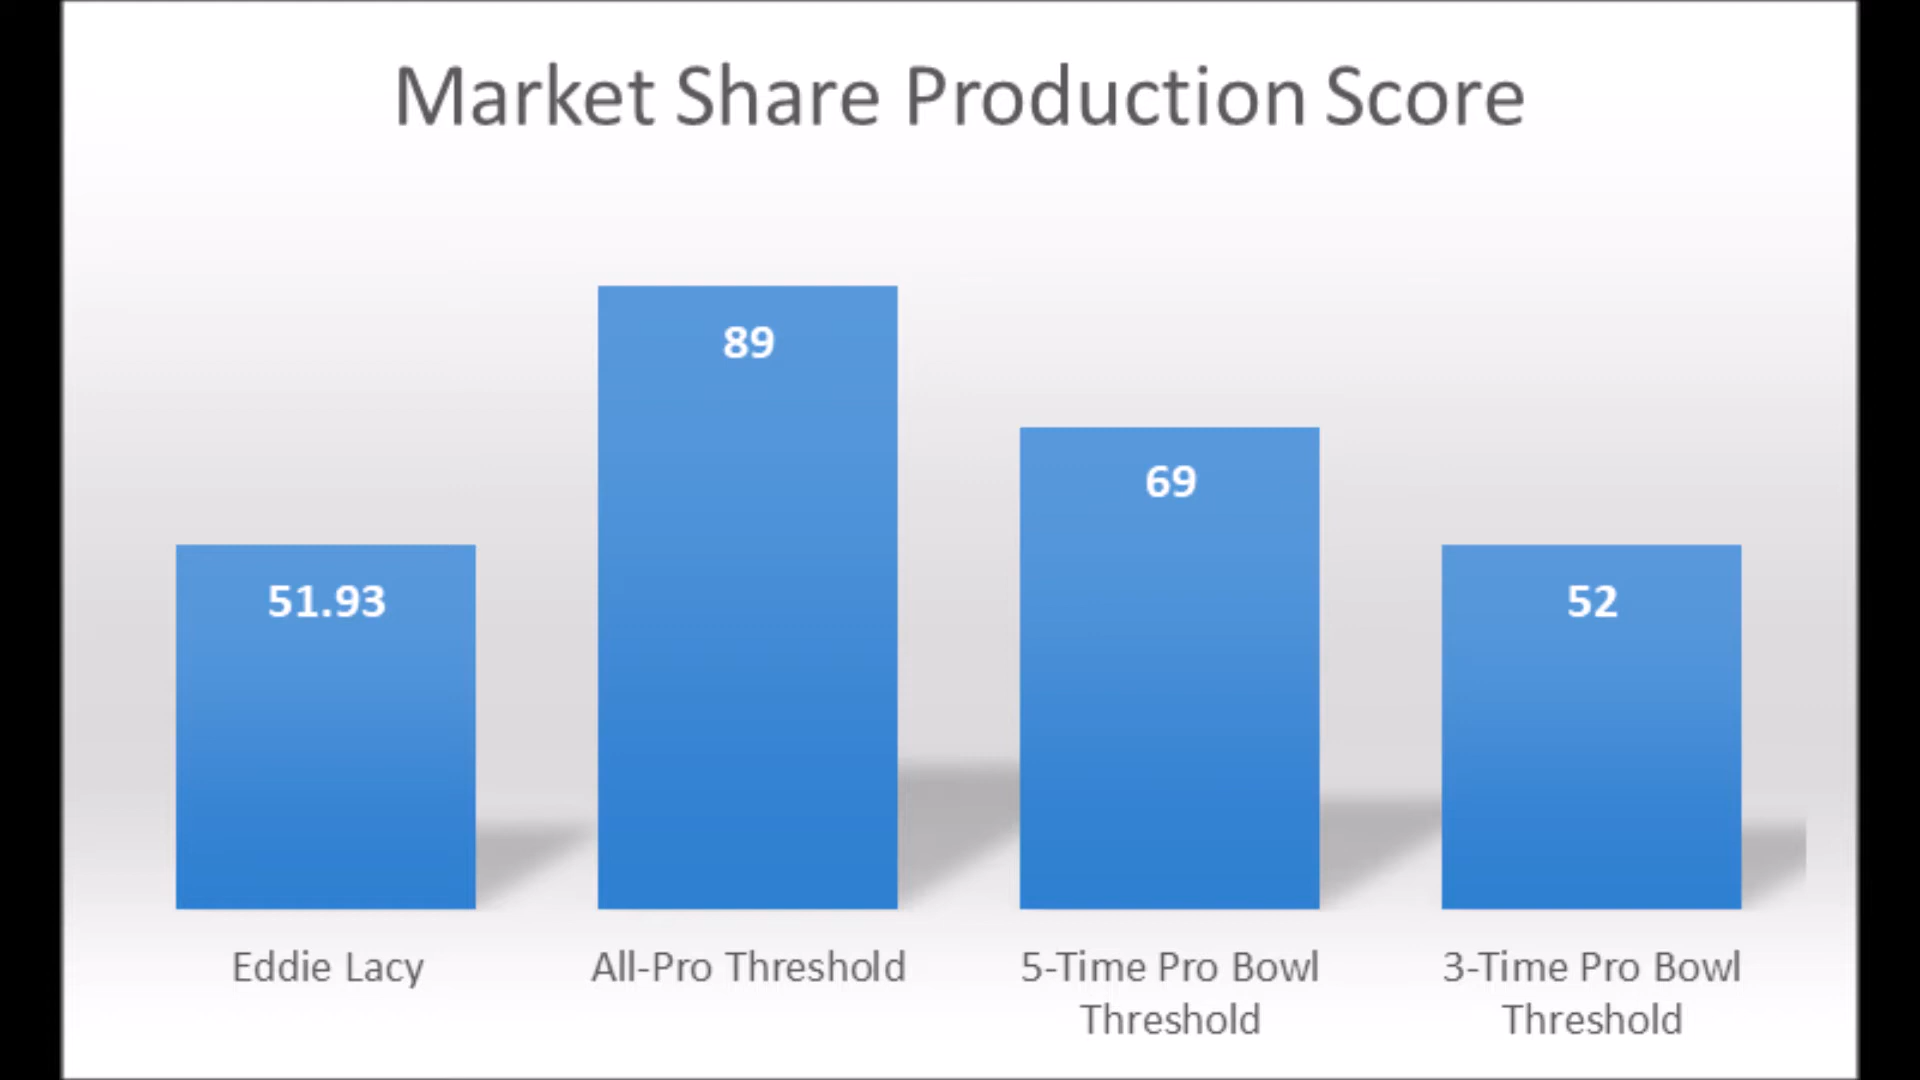 Market Share Production Score
89
69
51.93
52
Eddie Lacy
All-Pro Threshold
5-Time Pro Bowl
Threshold
3-Time Pro Bowl
Threshold